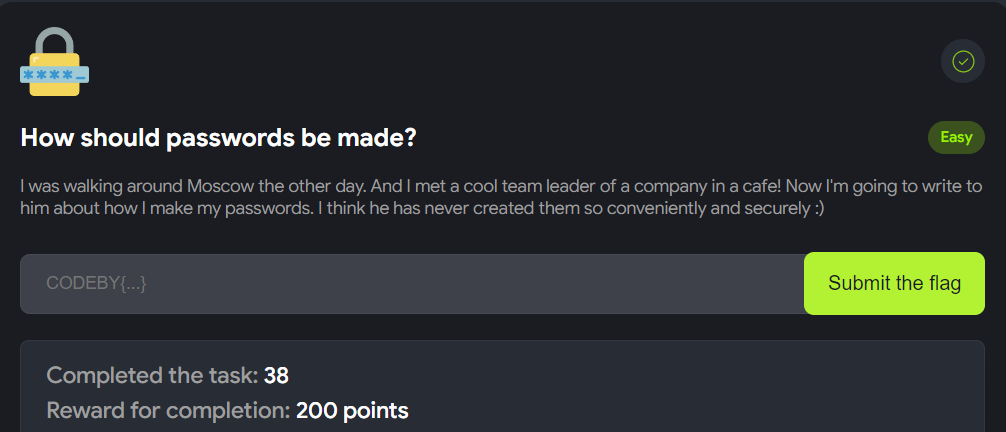 ****_
How should passwords be made?
Easy
I was walking around Moscow the other day. And I met a cool team leader of a company in a cafe! Now I'm going to write to
him about how I make my passwords. I think he has never created them so conveniently and securely :)
CODEBY{...}
Submit the flag
Completed the task: 38
Reward for completion: 200 points